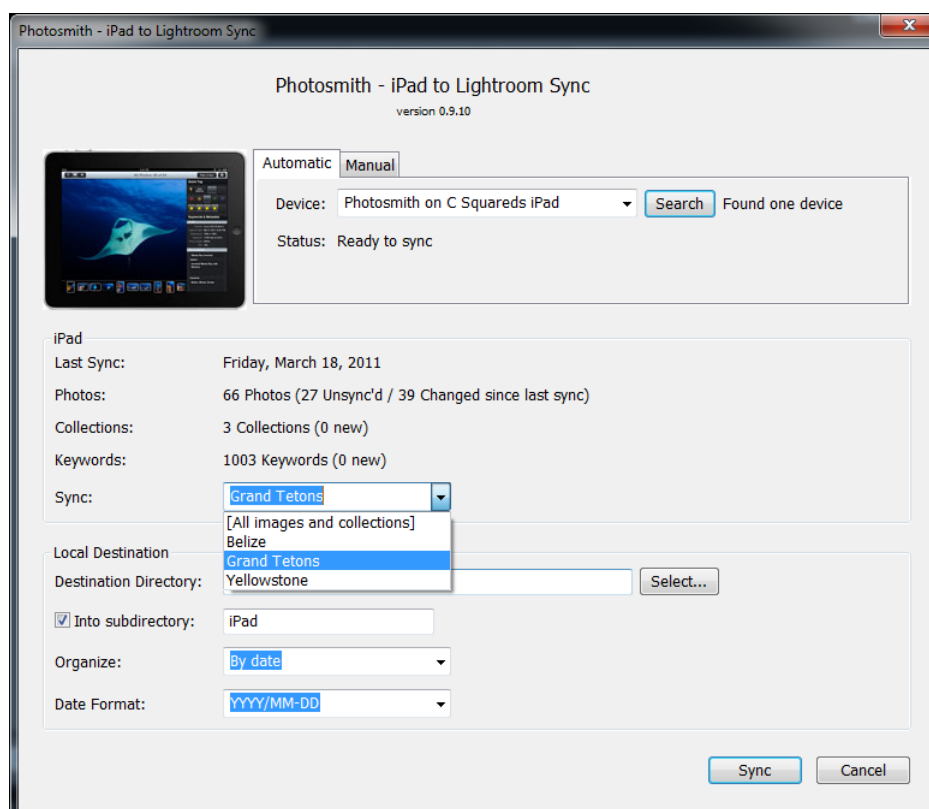 Photosmith - iPad to Lightroom Sync
Photosmith - iPad to Lightroom Sync
version 0.9.10
Automatic Manual
Device: Photosmith on C Squareds iPad Search Found one device
Status: Ready to sync
iPad
Last Sync: Friday, March 18, 2011
Photos: 66 Photos (27 Unsync'd / 39 Changed since last sync)
Collections: 3 Collections (0 new)
Keywords: 1003 Keywords (0 new)
Sync: Grand Tetons
[All images and collections]
Belize
Grand Tetons
Yellowstone
Local Destination
Destination Directory: Select...
Into subdirectory: iPad
Organize: By date
Date Format: YYYY/MM-DD
Sync Cancel